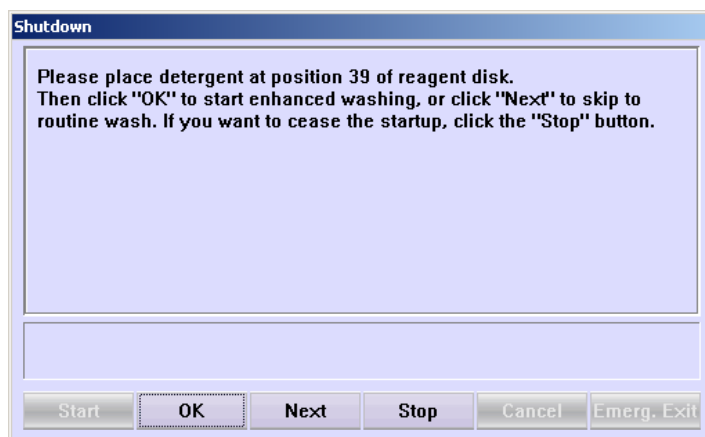 Shutdown
Please place detergent at position 39 of reagent disk.
Then click "OK" to start enhanced washing, or click "Next" to skip to
routine wash. If you want to cease the startup, click the "Stop" button.
Start OK Next Stop Cancel Emerg. Exit